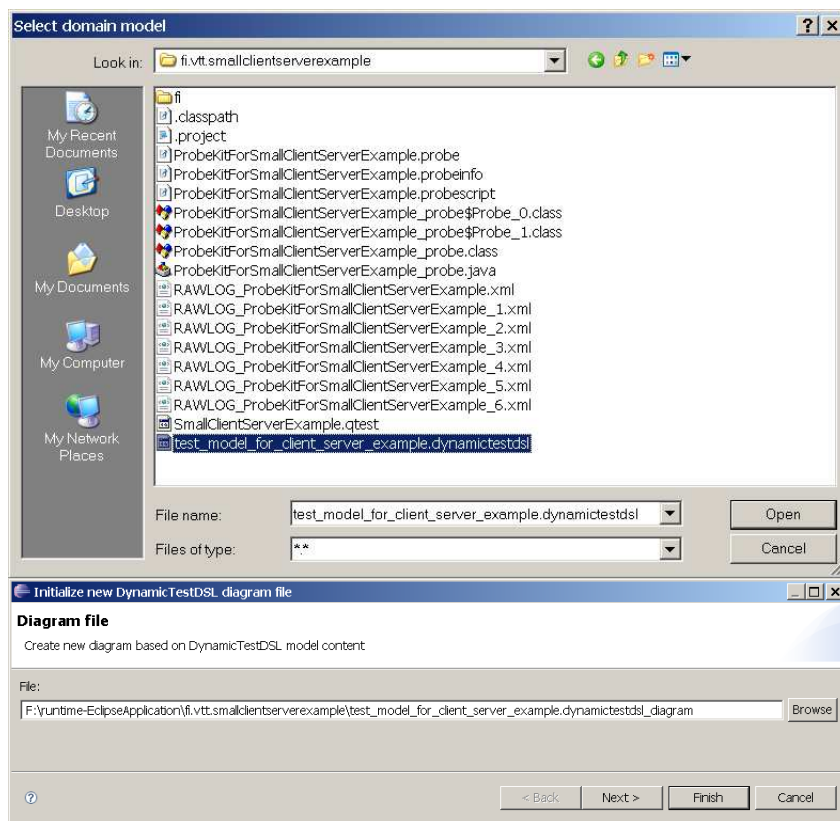 Select domain model
Look in: fi.vtt.smallclientserverexample
My Recent Documents
Desktop
My Documents
My Computer
My Network Places
fi
.classpath
.project
ProbeKitForSmallClientServerExample.probe
ProbeKitForSmallClientServerExample.probeinfo
ProbeKitForSmallClientServerExample.probescript
ProbeKitForSmallClientServerExample_probe$Probe_0.class
ProbeKitForSmallClientServerExample_probe$Probe_1.class
ProbeKitForSmallClientServerExample_probe.class
ProbeKitForSmallClientServerExample_probe.java
RAWLOG_ProbeKitForSmallClientServerExample.xml
RAWLOG_ProbeKitForSmallClientServerExample_1.xml
RAWLOG_ProbeKitForSmallClientServerExample_2.xml
RAWLOG_ProbeKitForSmallClientServerExample_3.xml
RAWLOG_ProbeKitForSmallClientServerExample_4.xml
RAWLOG_ProbeKitForSmallClientServerExample_5.xml
RAWLOG_ProbeKitForSmallClientServerExample_6.xml
SmallClientServerExample.qtest
test_model_for_client_server_example.dynamictestdsl
File name: test_model_for_client_server_example.dynamictestdsl Open
Files of type: *.* Cancel
Initialize new DynamicTestDSL diagram file
Diagram file
Create new diagram based on DynamicTestDSL model content
File:
F:\runtime-EclipseApplication\fi.vtt.smallclientserverexample\test_model_for_client_server_example.dynamictestdsl_diagram Browse
< Back Next > Finish Cancel